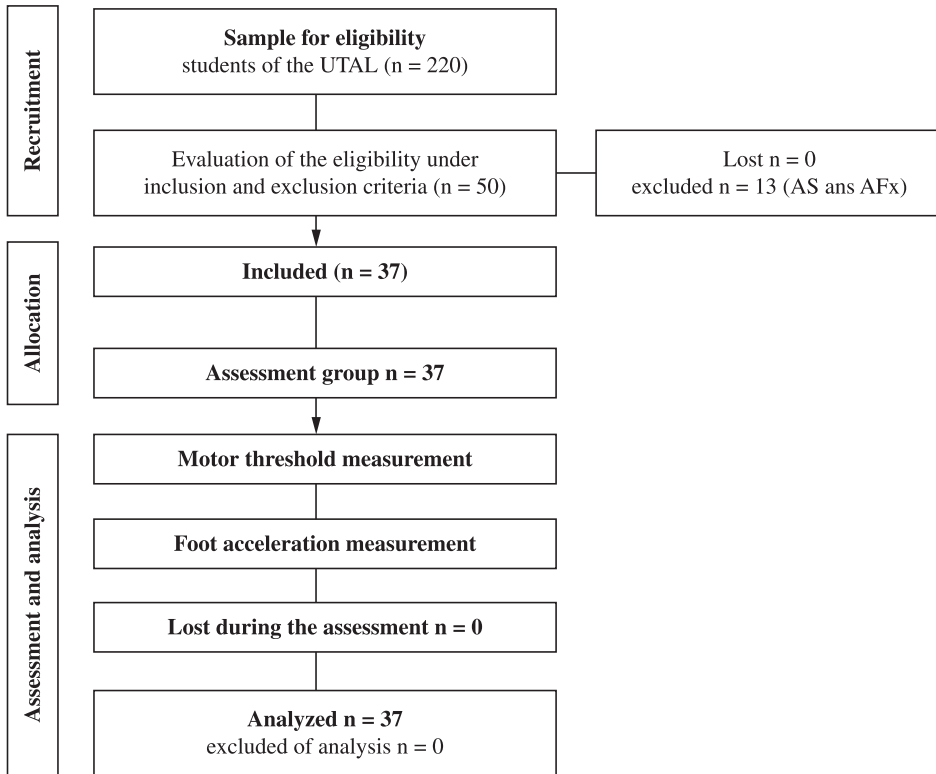 Recruitment
Sample for eligibility
students of the UTAL (n = 220)
Evaluation of the eligibility under
inclusion and exclusion criteria (n = 50)
Lost n = 0
excluded n = 13 (AS ans AFx)
Allocation
Included (n = 37)
Assessment group n = 37
Assessment and analysis
Motor threshold measurement
Foot acceleration measurement
Lost during the assessment n = 0
Analyzed n = 37
excluded of analysis n = 0